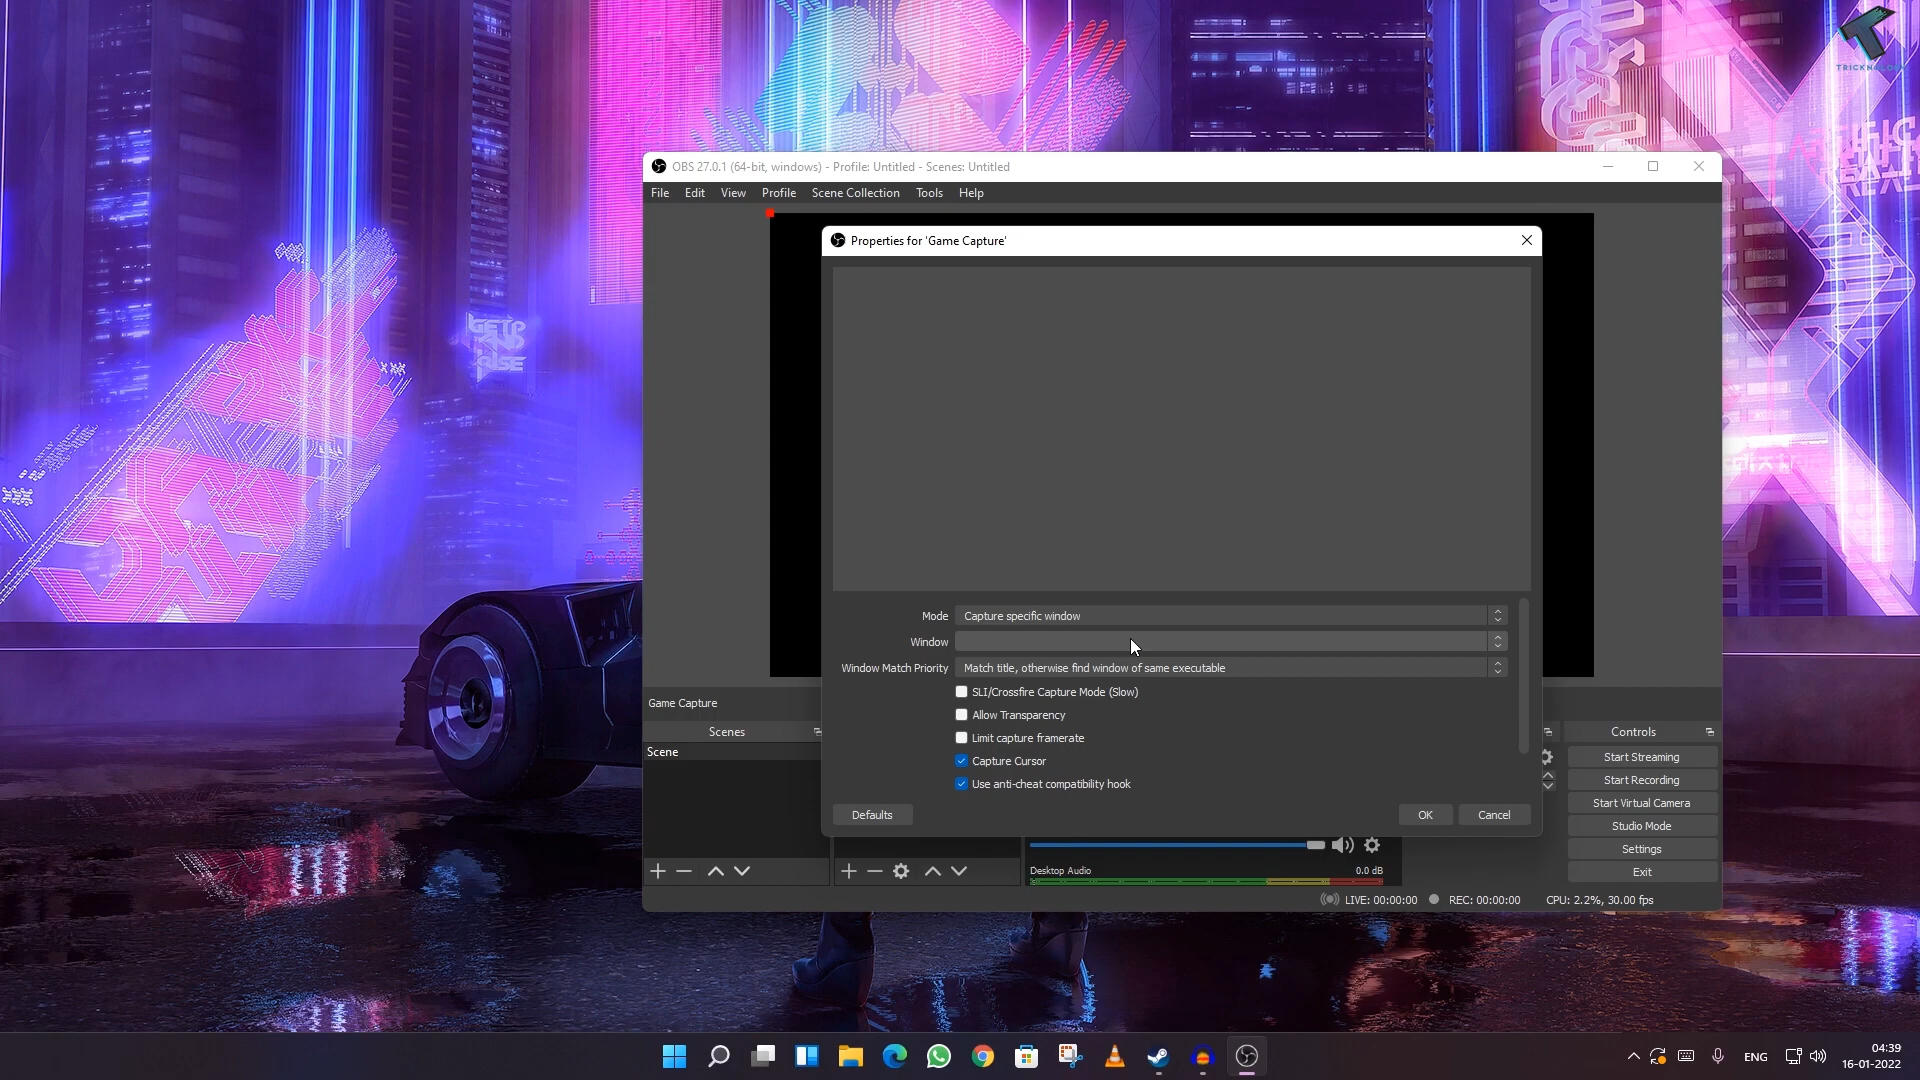 OBS 27.0.1 (64-bit, windows) - Profile: Untitled - Scenes: Untitled
File Edit View Profile Scene Collection Tools Help
Properties for 'Game Capture'
Mode Capture specific window
Window
Window Match Priority Match title, otherwise find window of same executable
SLI/Crossfire Capture Mode (Slow)
Allow Transparency
Limit capture framerate
Capture Cursor
Use anti-cheat compatibility hook
Defaults OK Cancel
Game Capture
Scenes
Scene
Controls
Start Streaming
Start Recording
Start Virtual Camera
Studio Mode
Settings
Exit
Desktop Audio 0.0 dB
LIVE: 00:00:00 REC: 00:00:00 CPU: 2.2%, 30.00 fps
ENG
04:39
16-01-2022